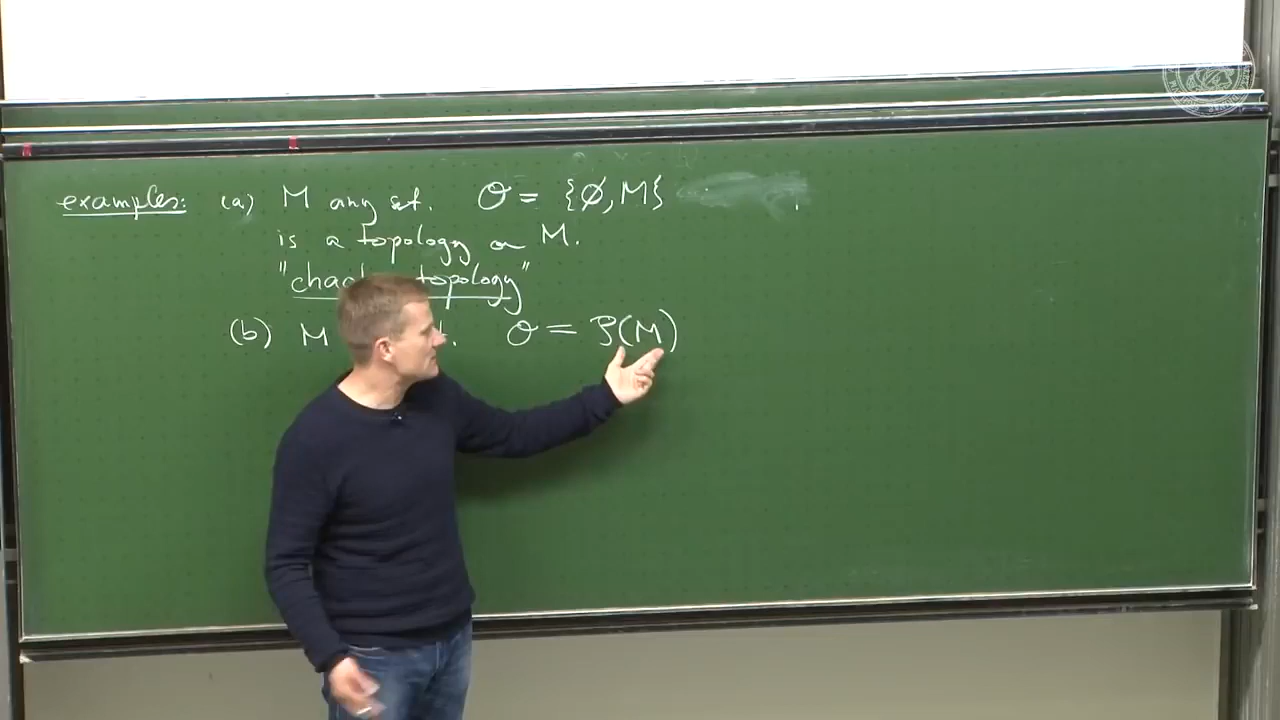 examples: (a) M any set. O = {∅, M}
is a topology on M.
"chaotic topology"
(b) M O = P(M)